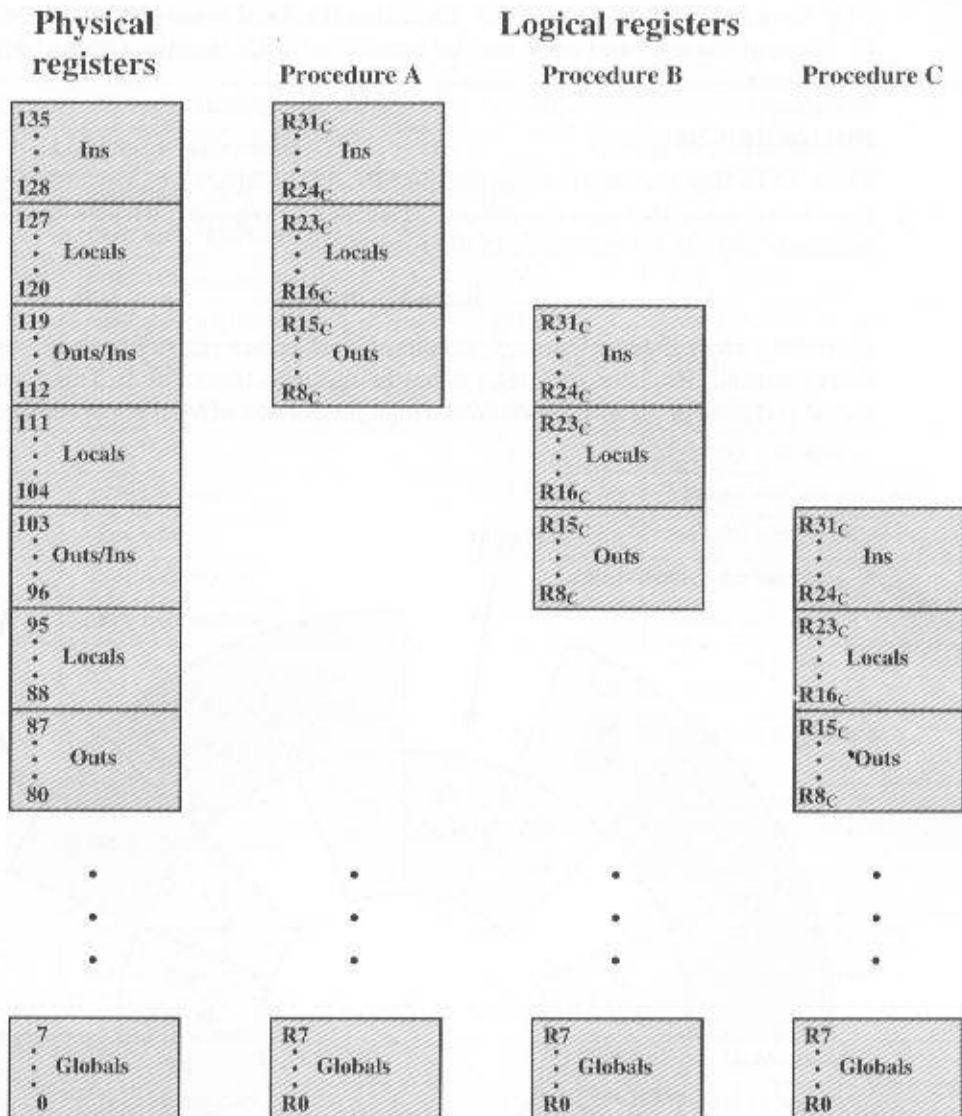 Physical
registers
Logical registers
Procedure A
Procedure B
Procedure C
135
Ins
128
127
Locals
120
119
Outs/Ins
112
111
Locals
104
103
Outs/Ins
96
95
Locals
88
87
Outs
80
7
Globals
0
R31C
Ins
R24C
R23C
Locals
R16C
R15C
Outs
R8C
R7
Globals
R0
R31C
Ins
R24C
R23C
Locals
R16C
R15C
Outs
R8C
R7
Globals
R0
R31C
Ins
R24C
R23C
Locals
R16C
R15C
Outs
R8C
R7
Globals
R0